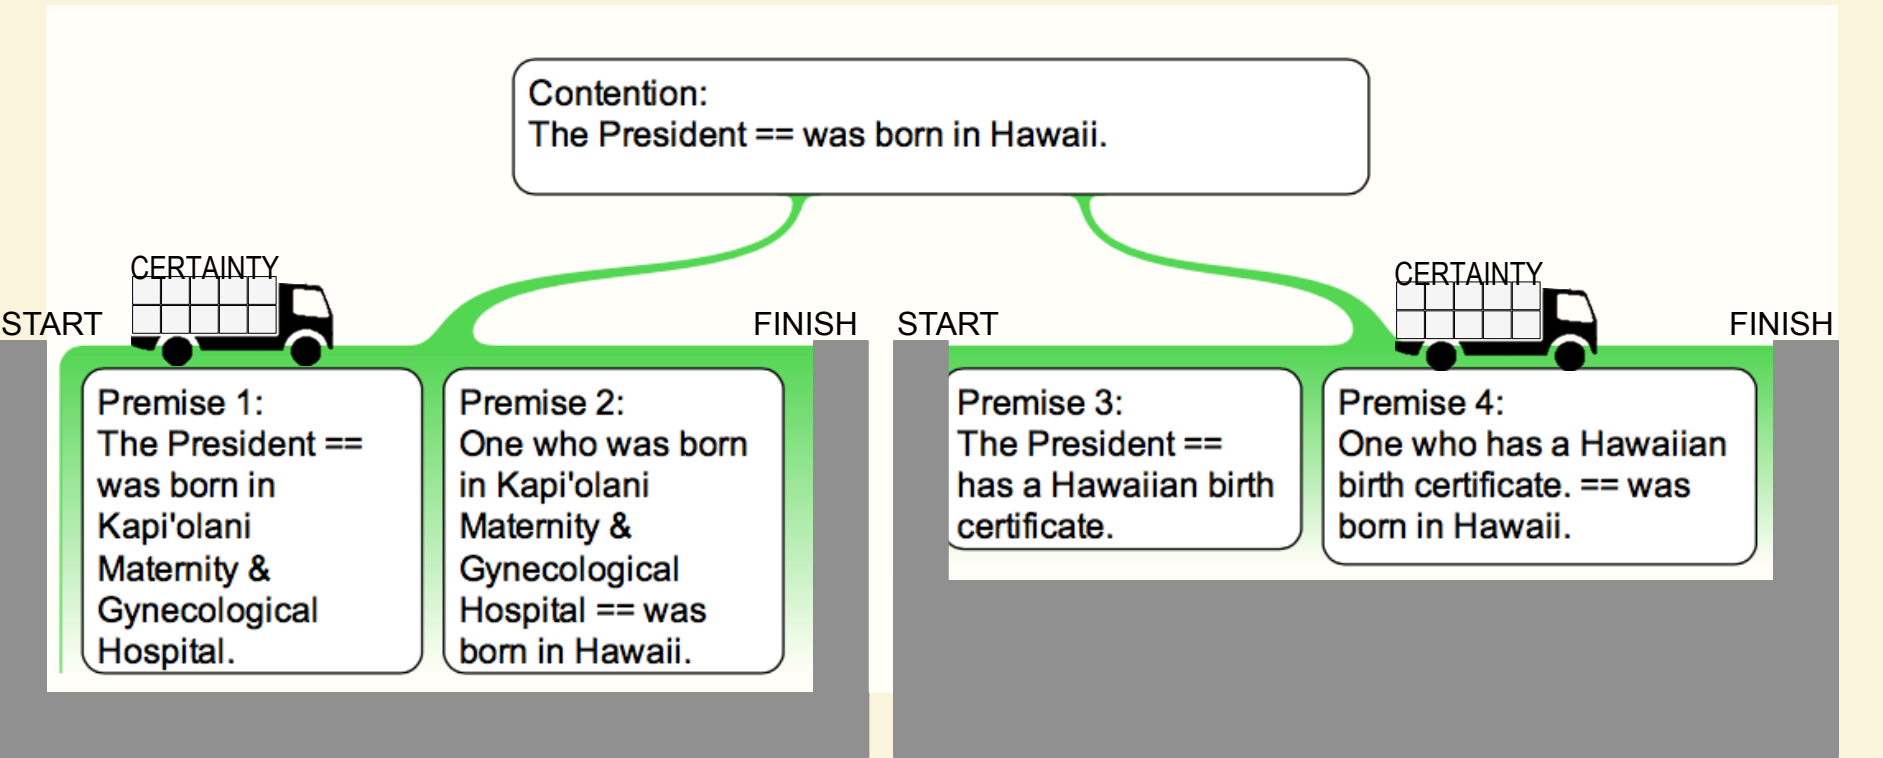 Contention:
The President == was born in Hawaii.
CERTAINTY
START
FINISH
Premise 1:
The President ==
was born in
Kapi'olani
Maternity &
Gynecological
Hospital.
Premise 2:
One who was born
in Kapi'olani
Maternity &
Gynecological
Hospital == was
born in Hawaii.
CERTAINTY
START
FINISH
Premise 3:
The President ==
has a Hawaiian birth
certificate.
Premise 4:
One who has a Hawaiian
birth certificate. == was
born in Hawaii.